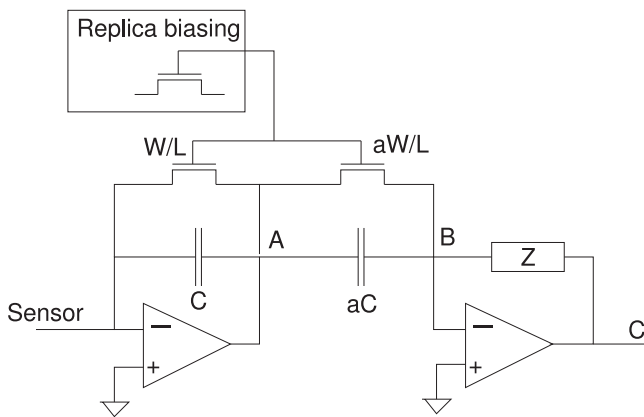 Replica biasing
W/L
aW/L
A
B
Z
C
aC
Sensor
C
−
+
−
+